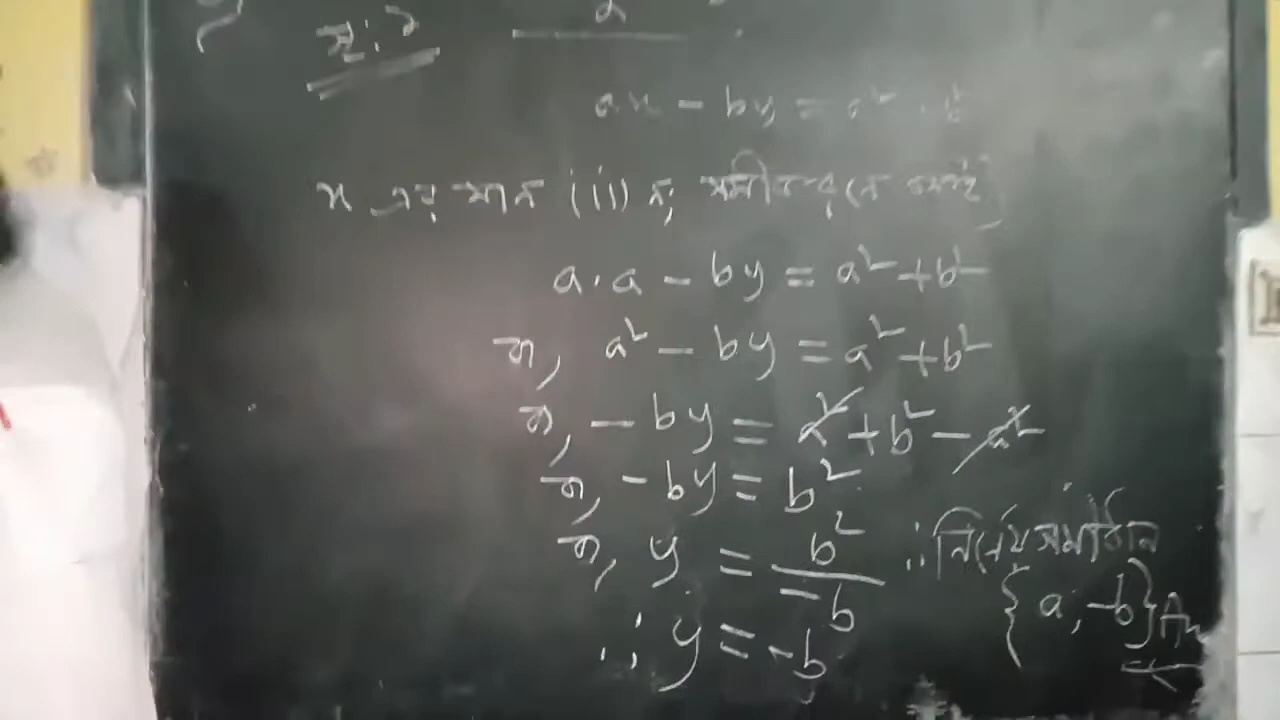 a
ax - by = a² + b²
x এর মান (ii) নং সমীকরণে বসাই
a·a - by = a² + b²
বা, a² - by = a² + b²
বা, - by = a² + b² - a²
বা, - by = b²
বা, y = b² / -b
∴ y = -b
∴ নির্ণেয় সমাধান
{a, -b} Ans